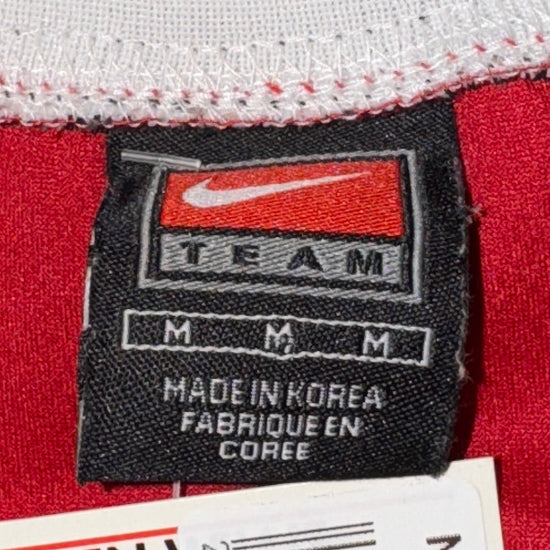 TEAM
M M M
MADE IN KOREA
FABRIQUE EN
COREE